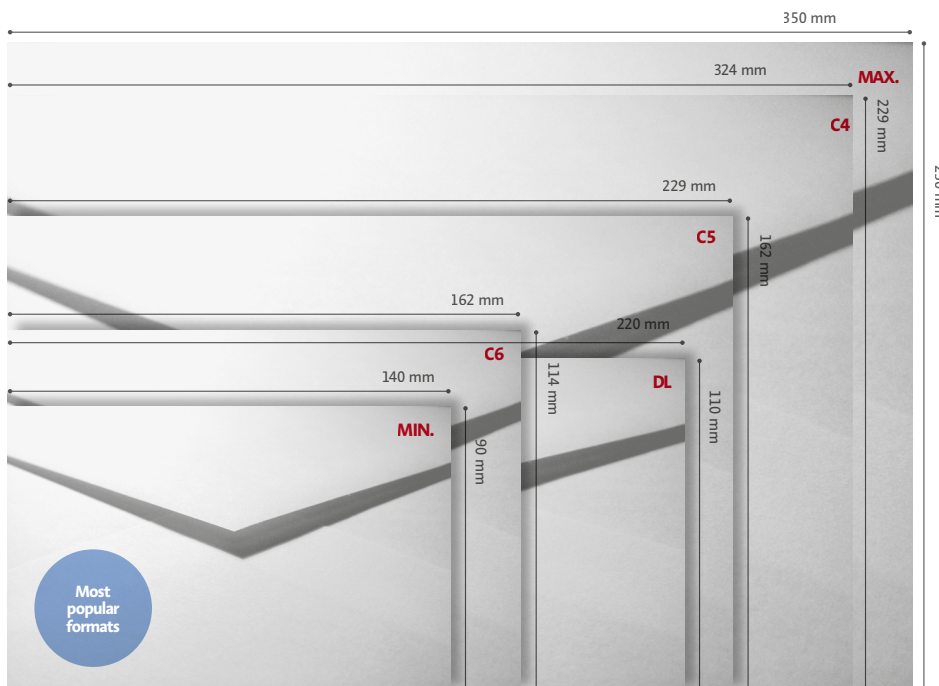 350 mm
324 mm
MAX.
C4
229 mm
229 mm
C5
162 mm
162 mm
220 mm
C6
114 mm
DL
110 mm
140 mm
MIN.
90 mm
Most
popular
formats